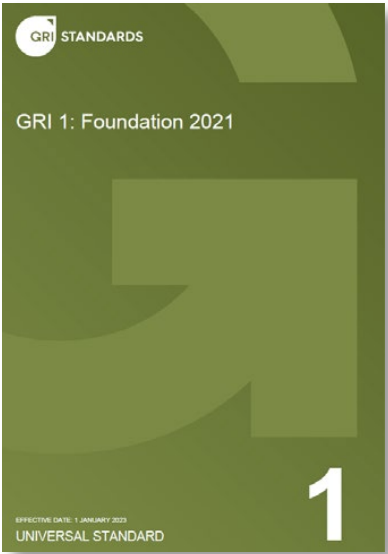 GRI STANDARDS
GRI 1: Foundation 2021
EFFECTIVE DATE: 1 JANUARY 2023
UNIVERSAL STANDARD
1